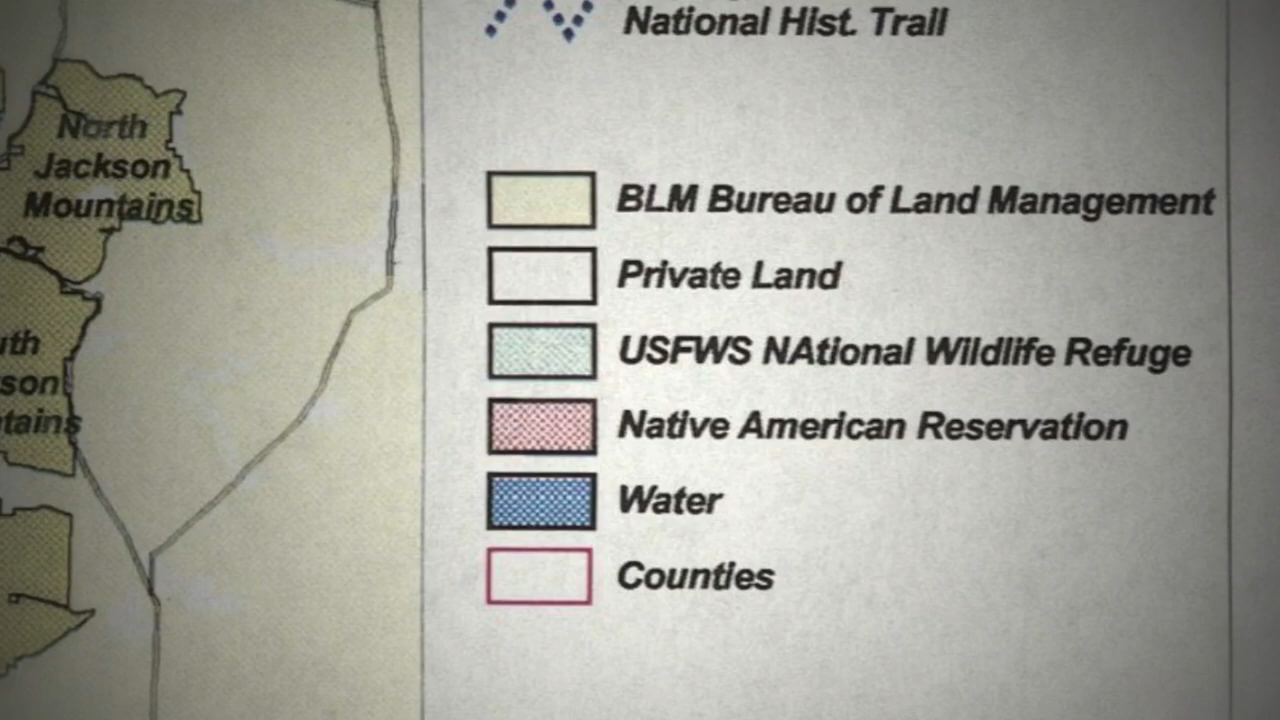 National Hist. Trail
North
Jackson
Mountains
BLM Bureau of Land Management
Private Land
USFWS NAtional Wildlife Refuge
Native American Reservation
Water
Counties